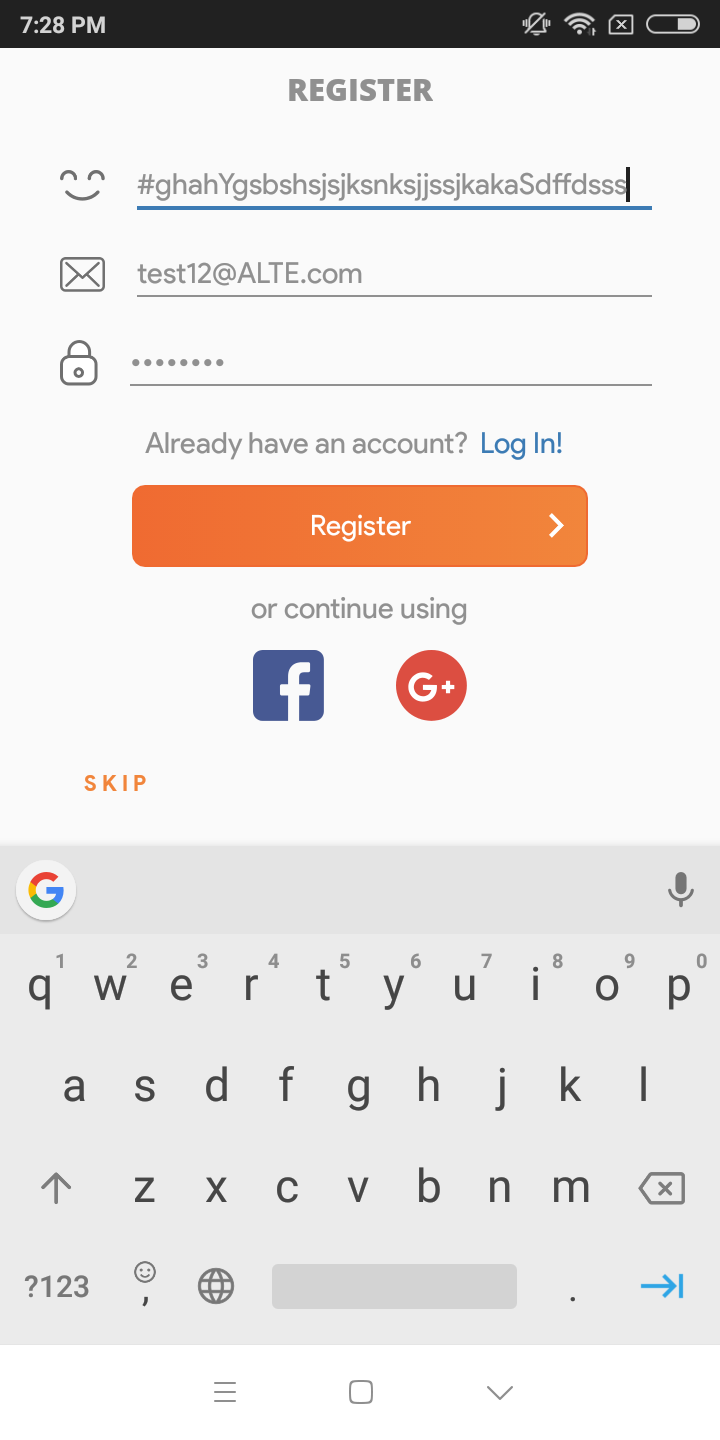 7:28 PM
REGISTER
#ghahYgsbshsjsjksnksjjssjkakaSdffdsss
test12@ALTE.com
••••••••
Already have an account? Log In!
Register
or continue using
f G+
SKIP
G
1 2 3 4 5 6 7 8 9 0
q w e r t y u i o p
a s d f g h j k l
z x c v b n m
?123 , .